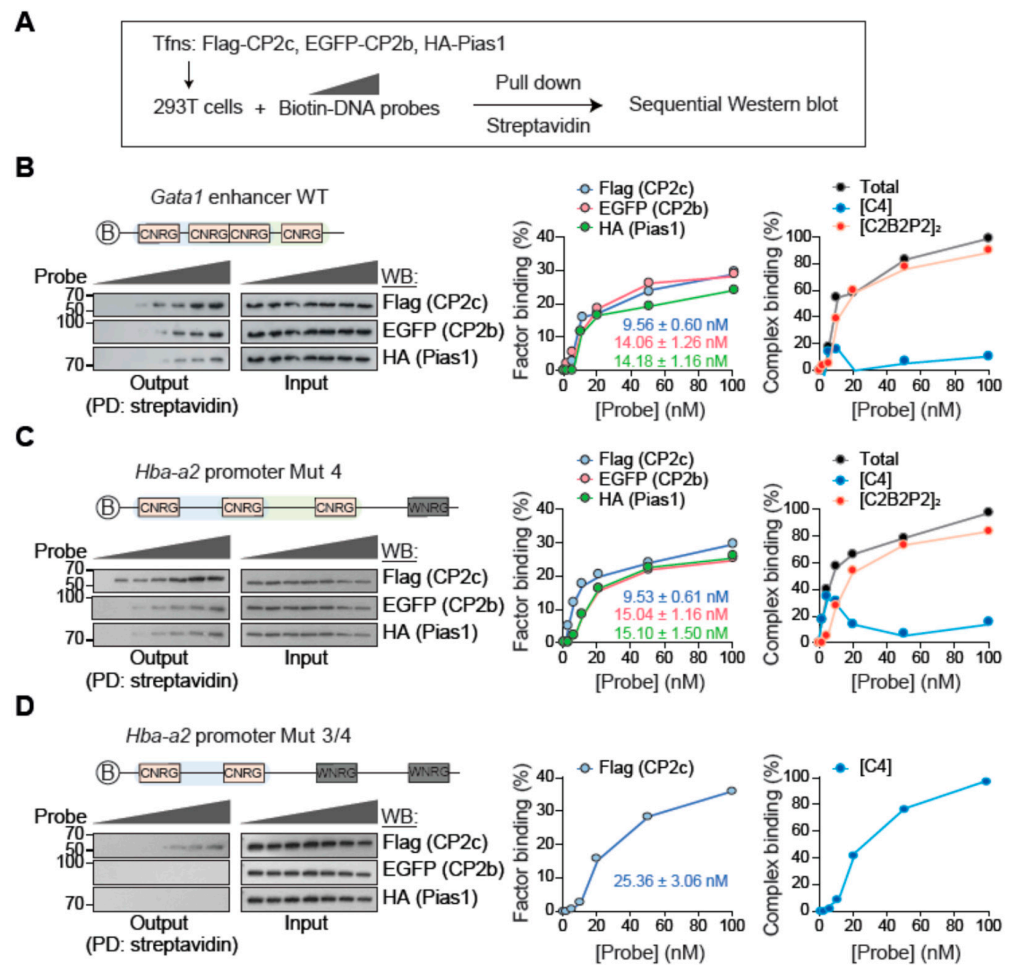 A
Tfns: Flag-CP2c, EGFP-CP2b, HA-Pias1
293T cells + Biotin-DNA probes
Pull down
Streptavidin
Sequential Western blot
B
Gata1 enhancer WT
B CNRG CNRG CNRG CNRG
Probe WB:
70
50
Flag (CP2c)
100
EGFP (CP2b)
70
HA (Pias1)
Output Input
(PD: streptavidin)
Flag (CP2c)
EGFP (CP2b)
HA (Pias1)
Factor binding (%)
40
30
20
10
0
9.56 ± 0.60 nM
14.06 ± 1.26 nM
14.18 ± 1.16 nM
0 20 40 60 80 100
[Probe] (nM)
Total
[C4]
[C2B2P2]₂
Complex binding (%)
100
80
60
40
20
0
0 20 40 60 80 100
[Probe] (nM)
C
Hba-a2 promoter Mut 4
B CNRG CNRG CNRG WNRG
Probe WB:
70
50
Flag (CP2c)
100
EGFP (CP2b)
70
HA (Pias1)
Output Input
(PD: streptavidin)
Flag (CP2c)
EGFP (CP2b)
HA (Pias1)
Factor binding (%)
40
30
20
10
0
9.53 ± 0.61 nM
15.04 ± 1.16 nM
15.10 ± 1.50 nM
0 20 40 60 80 100
[Probe] (nM)
Total
[C4]
[C2B2P2]₂
Complex binding (%)
100
80
60
40
20
0
0 20 40 60 80 100
[Probe] (nM)
D
Hba-a2 promoter Mut 3/4
B CNRG CNRG WNRG WNRG
Probe WB:
70
50
Flag (CP2c)
100
EGFP (CP2b)
70
HA (Pias1)
Output Input
(PD: streptavidin)
Flag (CP2c)
Factor binding (%)
40
30
20
10
0
25.36 ± 3.06 nM
0 20 40 60 80 100
[Probe] (nM)
[C4]
Complex binding (%)
100
80
60
40
20
0
0 20 40 60 80 100
[Probe] (nM)